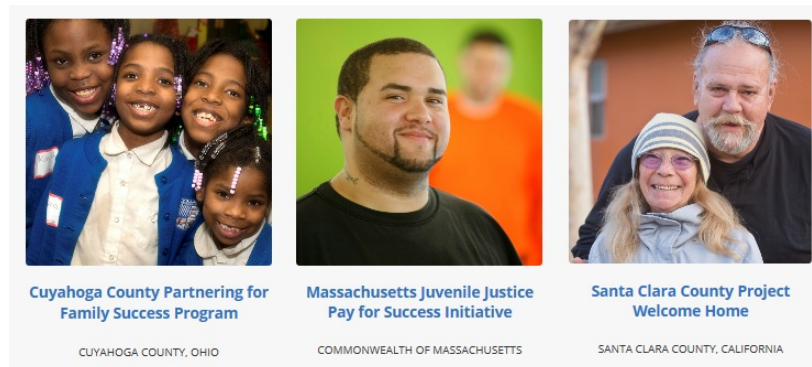 Cuyahoga County Partnering for
Family Success Program
CUYAHOGA COUNTY, OHIO
Massachusetts Juvenile Justice
Pay for Success Initiative
COMMONWEALTH OF MASSACHUSETTS
Santa Clara County Project
Welcome Home
SANTA CLARA COUNTY, CALIFORNIA